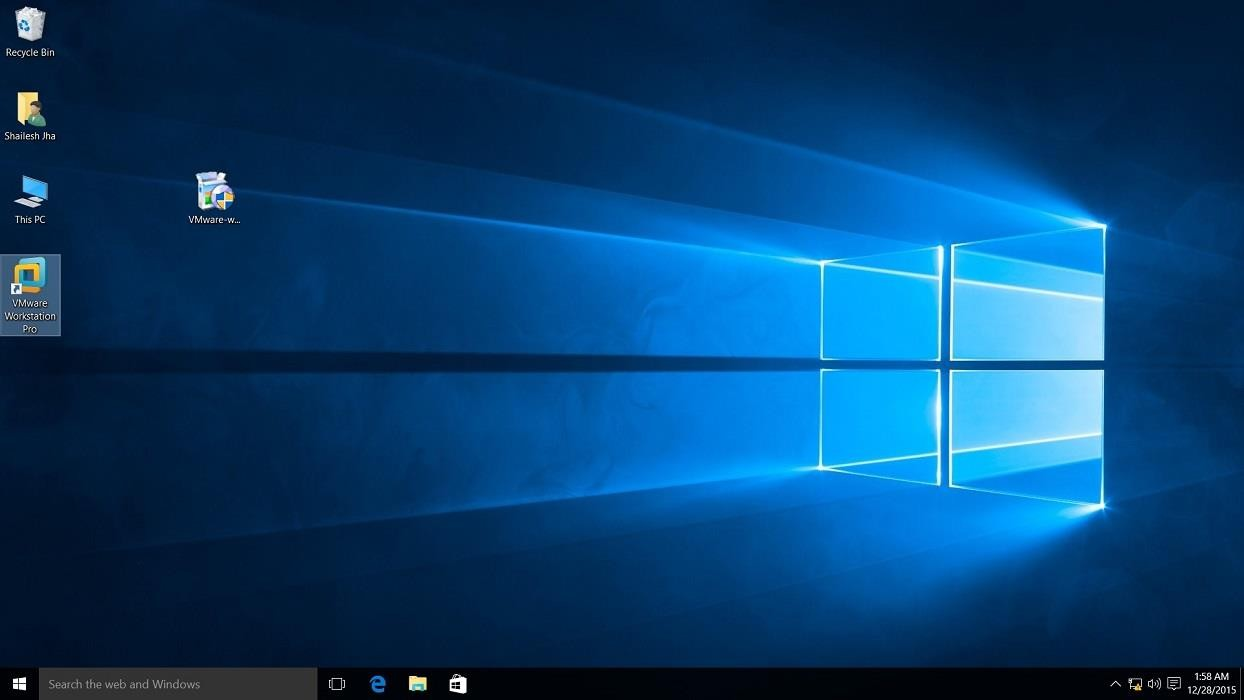 Recycle Bin
Shailesh Jha
This PC
VMware-w...
VMware
Workstation
Pro
Search the web and Windows
1:58 AM
12/28/2015